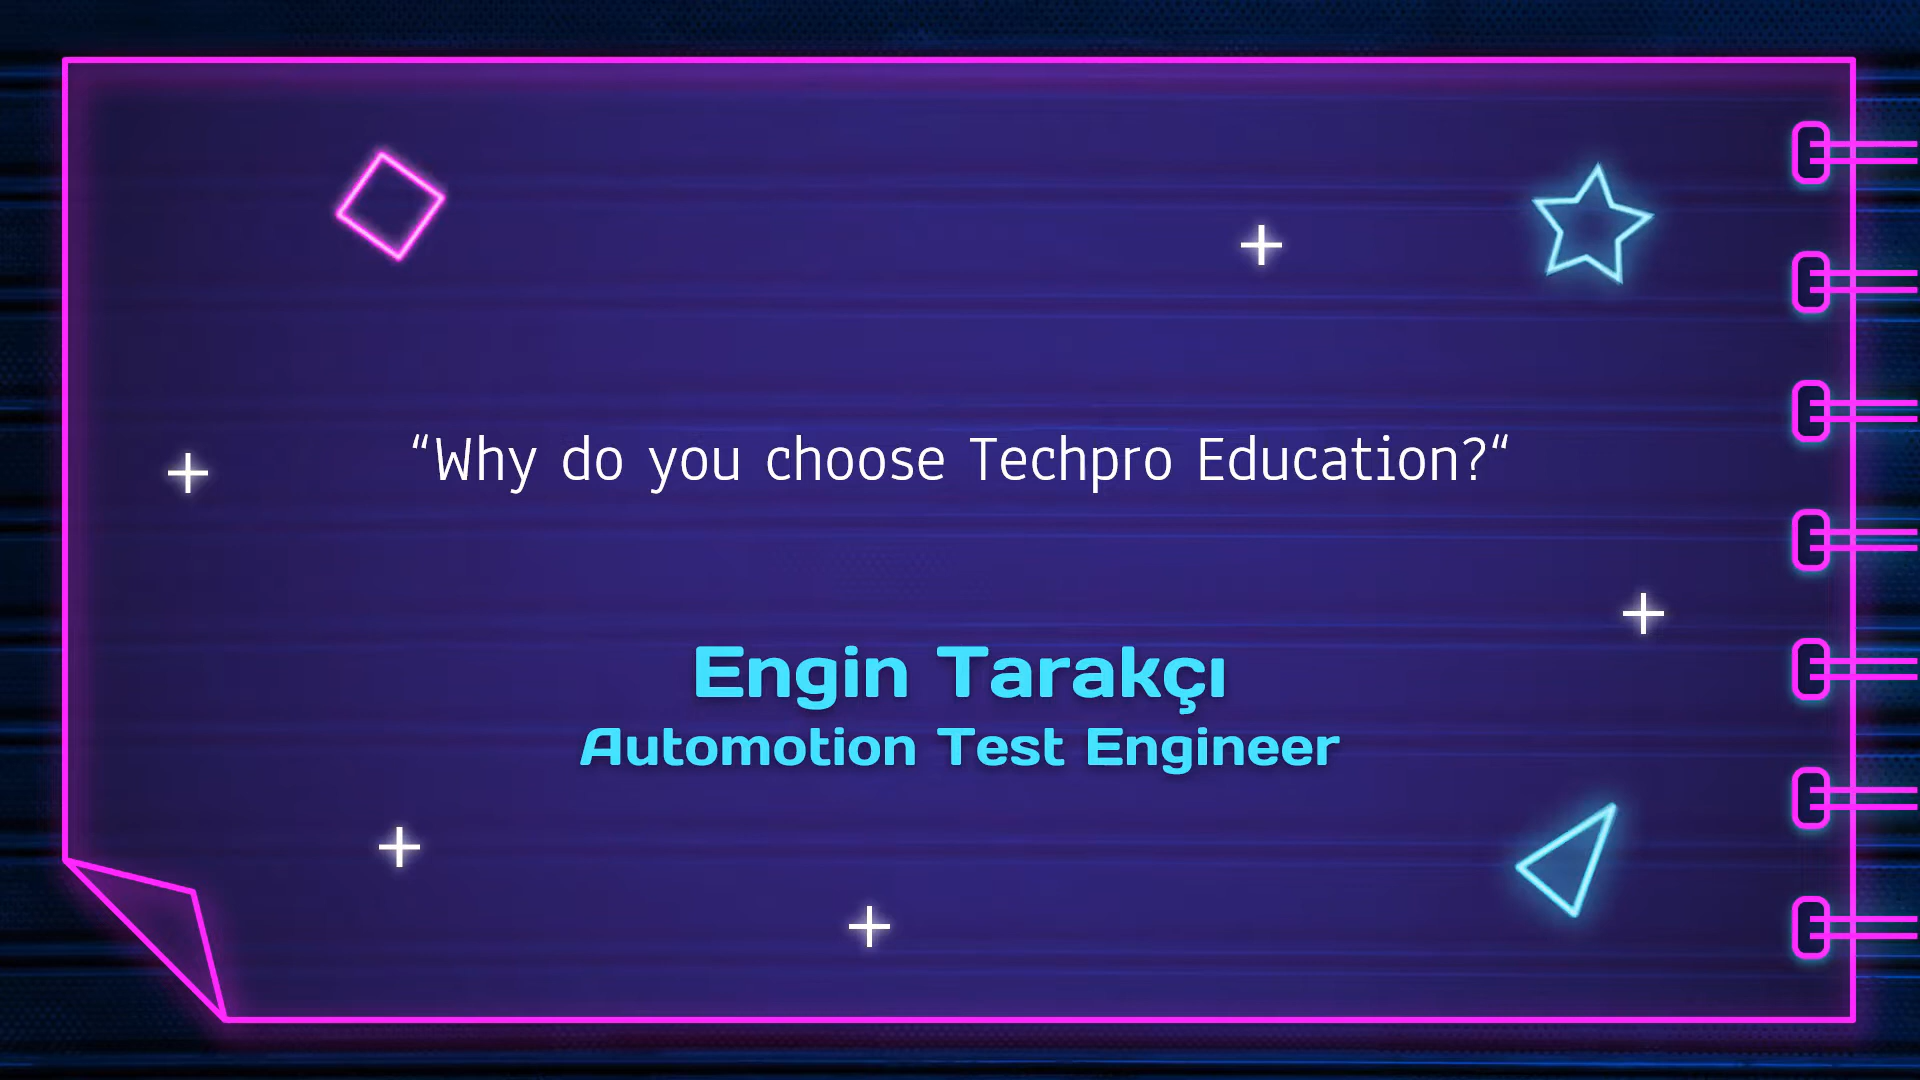 “Why do you choose Techpro Education?“
Engin Tarakçı
Automotion Test Engineer